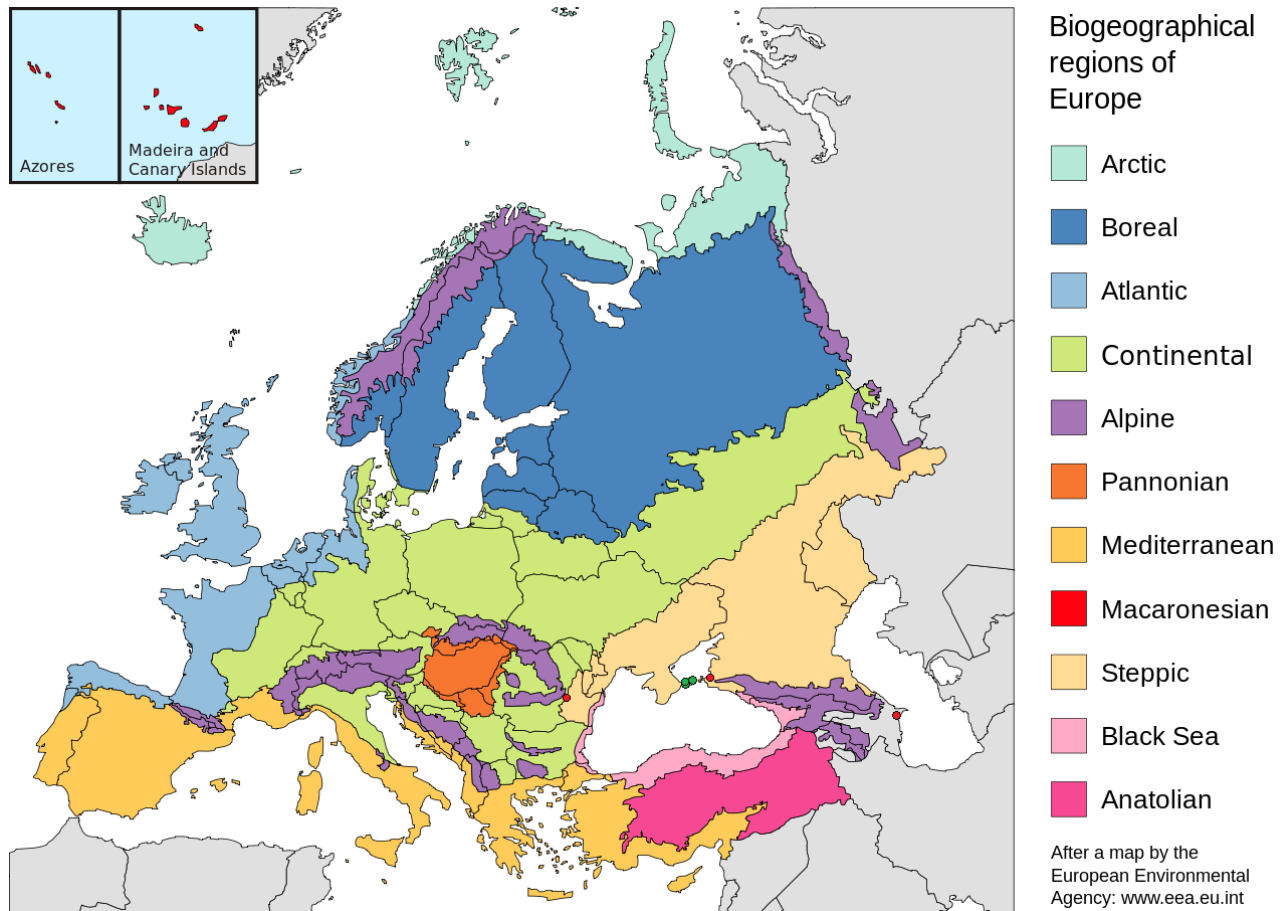 Azores
Madeira and
Canary Islands
Biogeographical
regions of
Europe
Arctic
Boreal
Atlantic
Continental
Alpine
Pannonian
Mediterranean
Macaronesian
Steppic
Black Sea
Anatolian
After a map by the
European Environmental
Agency: www.eea.eu.int